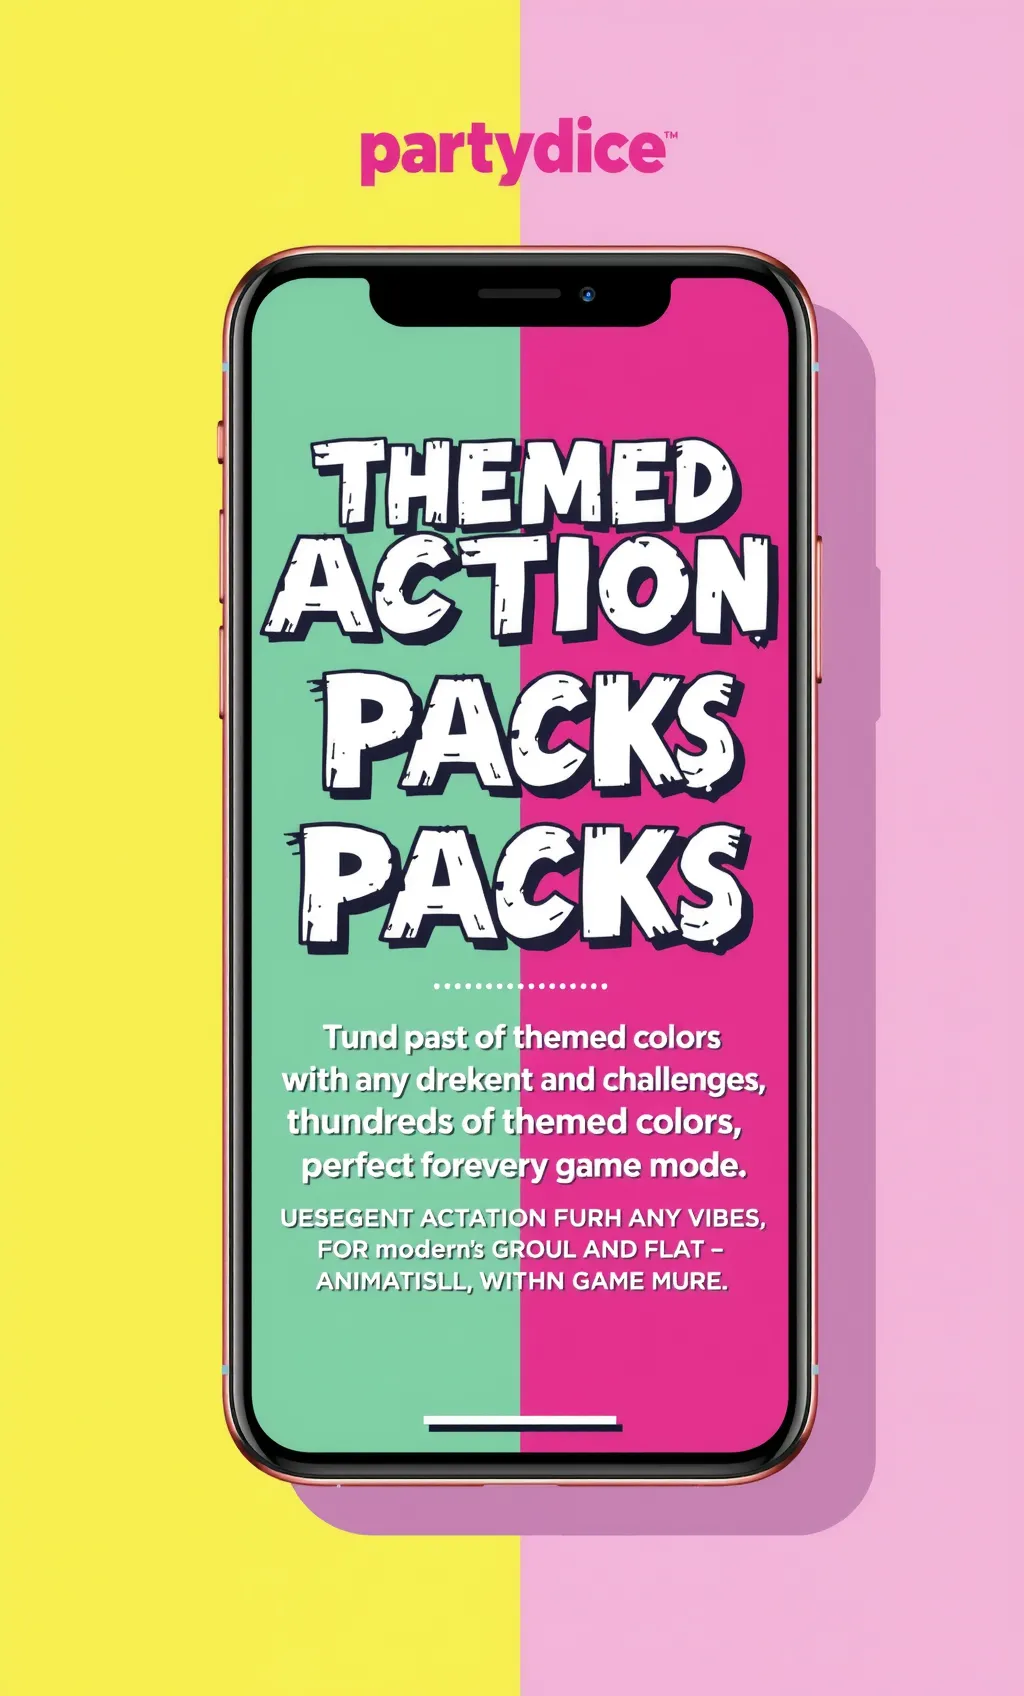 partydice™
THEMED
ACTION
PACKS
PACKS
Tund past of themed colors
with any drekent and challenges,
thundreds of themed colors,
perfect forevery game mode.
UESEGENT ACTATION FURH ANY VIBES,
FOR modern's GROUL AND FLAT –
ANIMATISLL, WITHN GAME MURE.